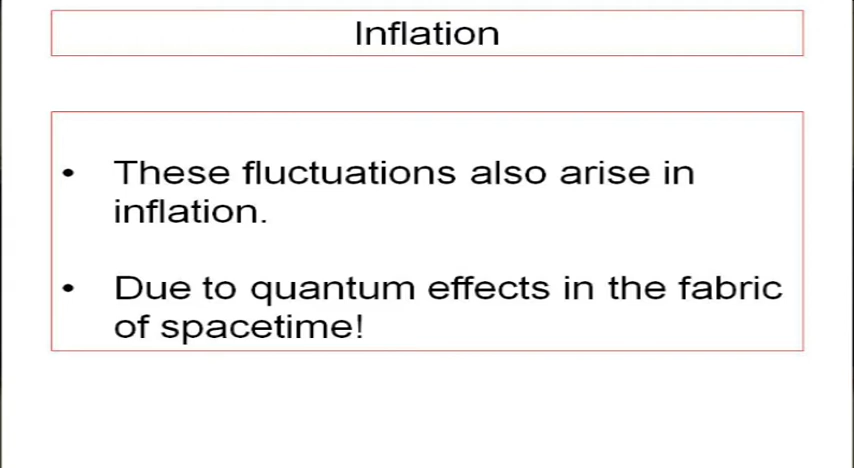 Inflation
• These fluctuations also arise in
inflation.
• Due to quantum effects in the fabric
of spacetime!